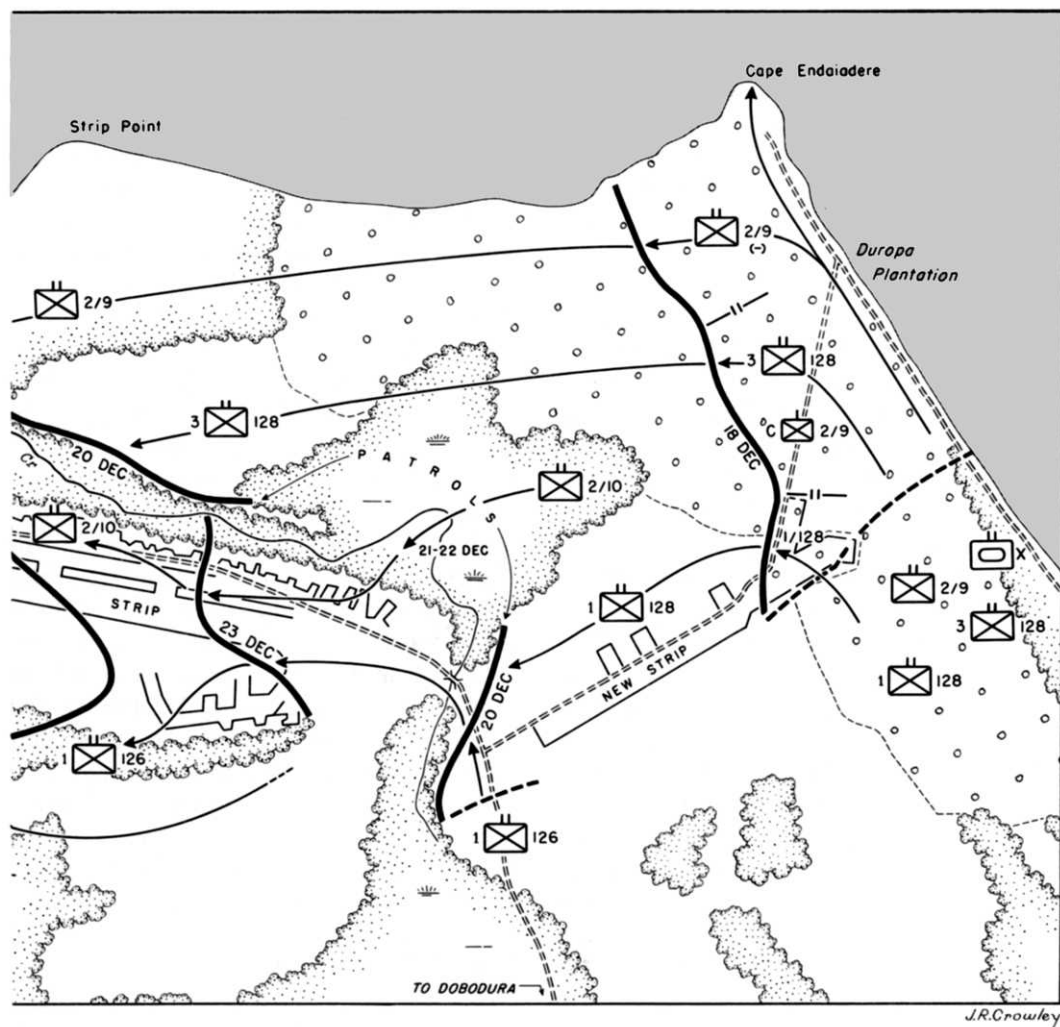 Cape Endaiadere
Strip Point
2/9
(-)
Duropa
Plantation
2/9
3 128
3 128
C 2/9
18 DEC
20 DEC
Cr
PATROLS
2/10
2/10
21-22 DEC
1/128
X
2/9
1 128
3 128
STRIP
23 DEC
20 DEC
NEW STRIP
1 128
1 126
1 126
TO DOBODURA
J.R.Crowley